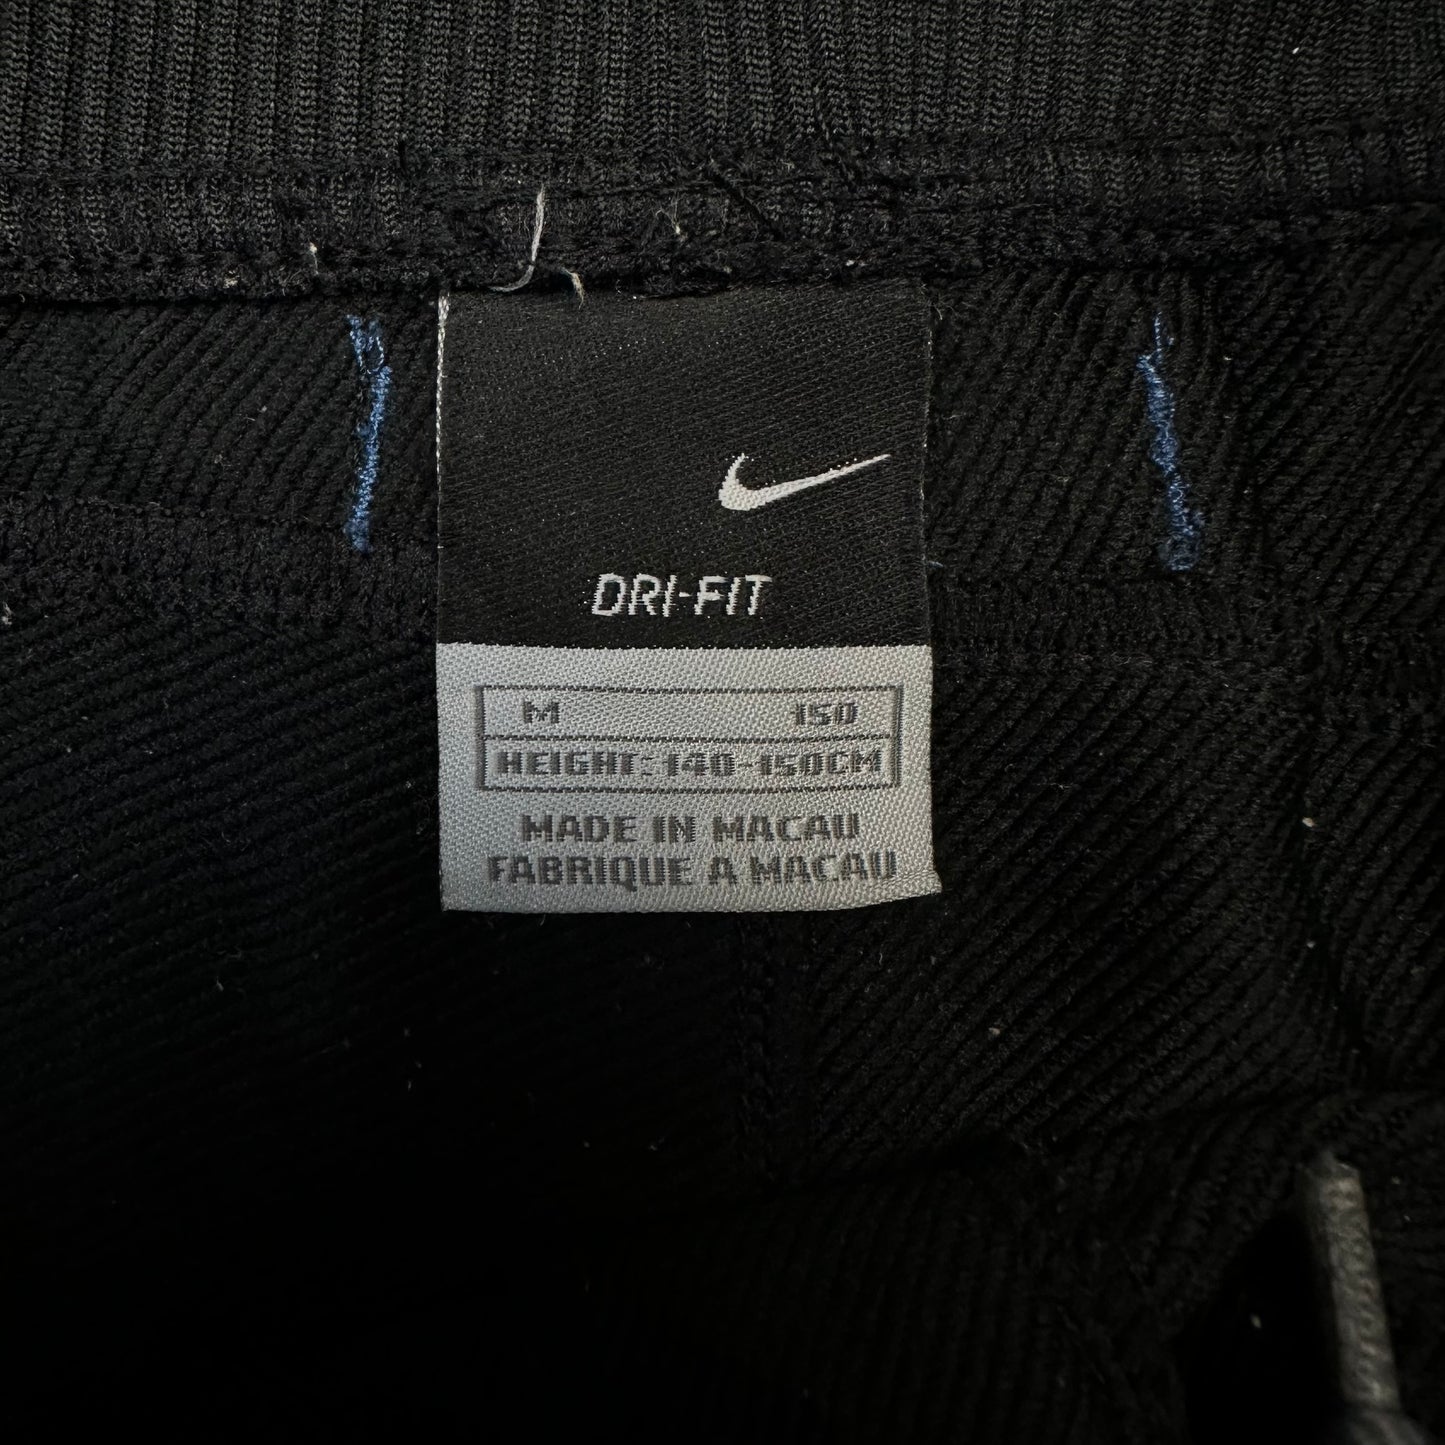 DRI-FIT
M 150
HEIGHT: 140-150CM
MADE IN MACAU
FABRIQUE A MACAU